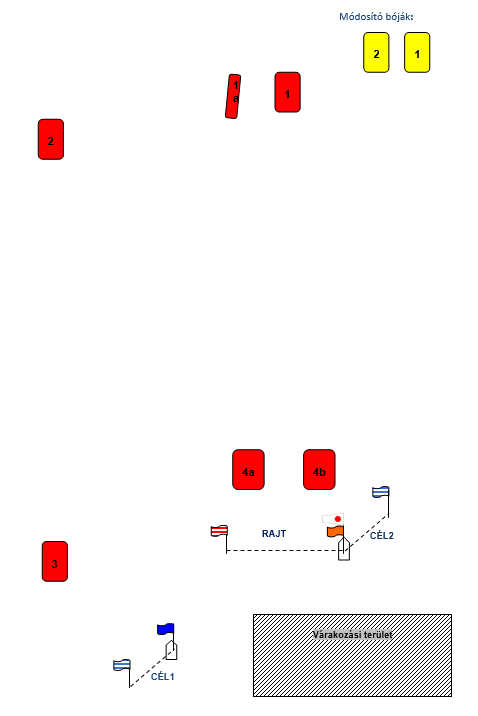 Módosító bóják:
2 1
1
a
1
2
4a 4b
RAJT
CÉL2
3
Várakozási terület
CÉL1